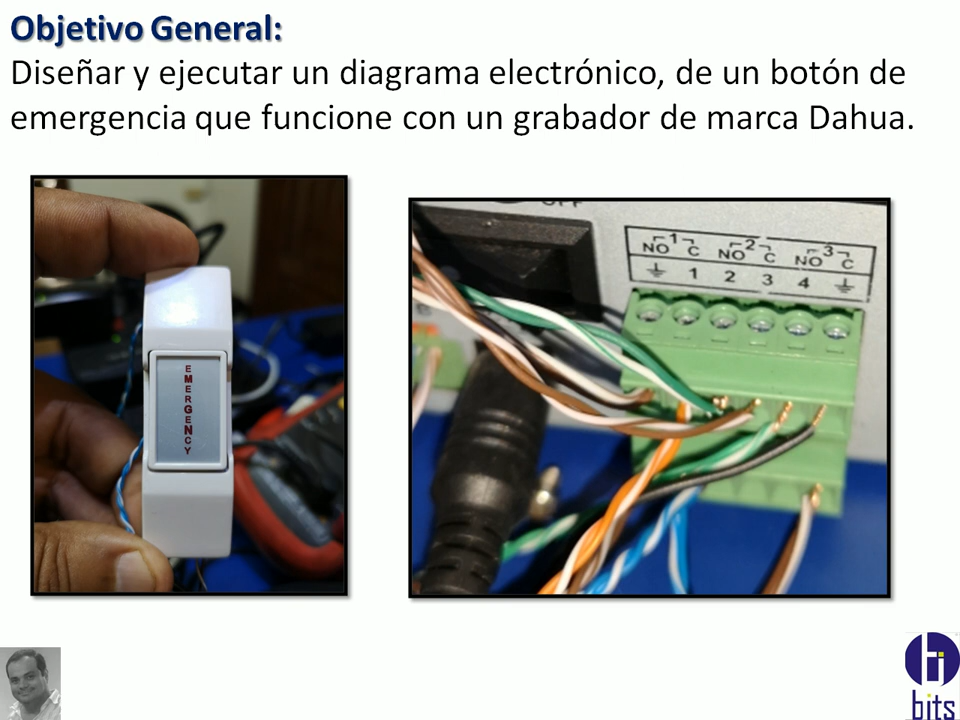 Objetivo General:
Diseñar y ejecutar un diagrama electrónico, de un botón de
emergencia que funcione con un grabador de marca Dahua.
EMERGENCY
OFF
NO 1 C NO 2 C NO 3 C
1 2 3 4
bits